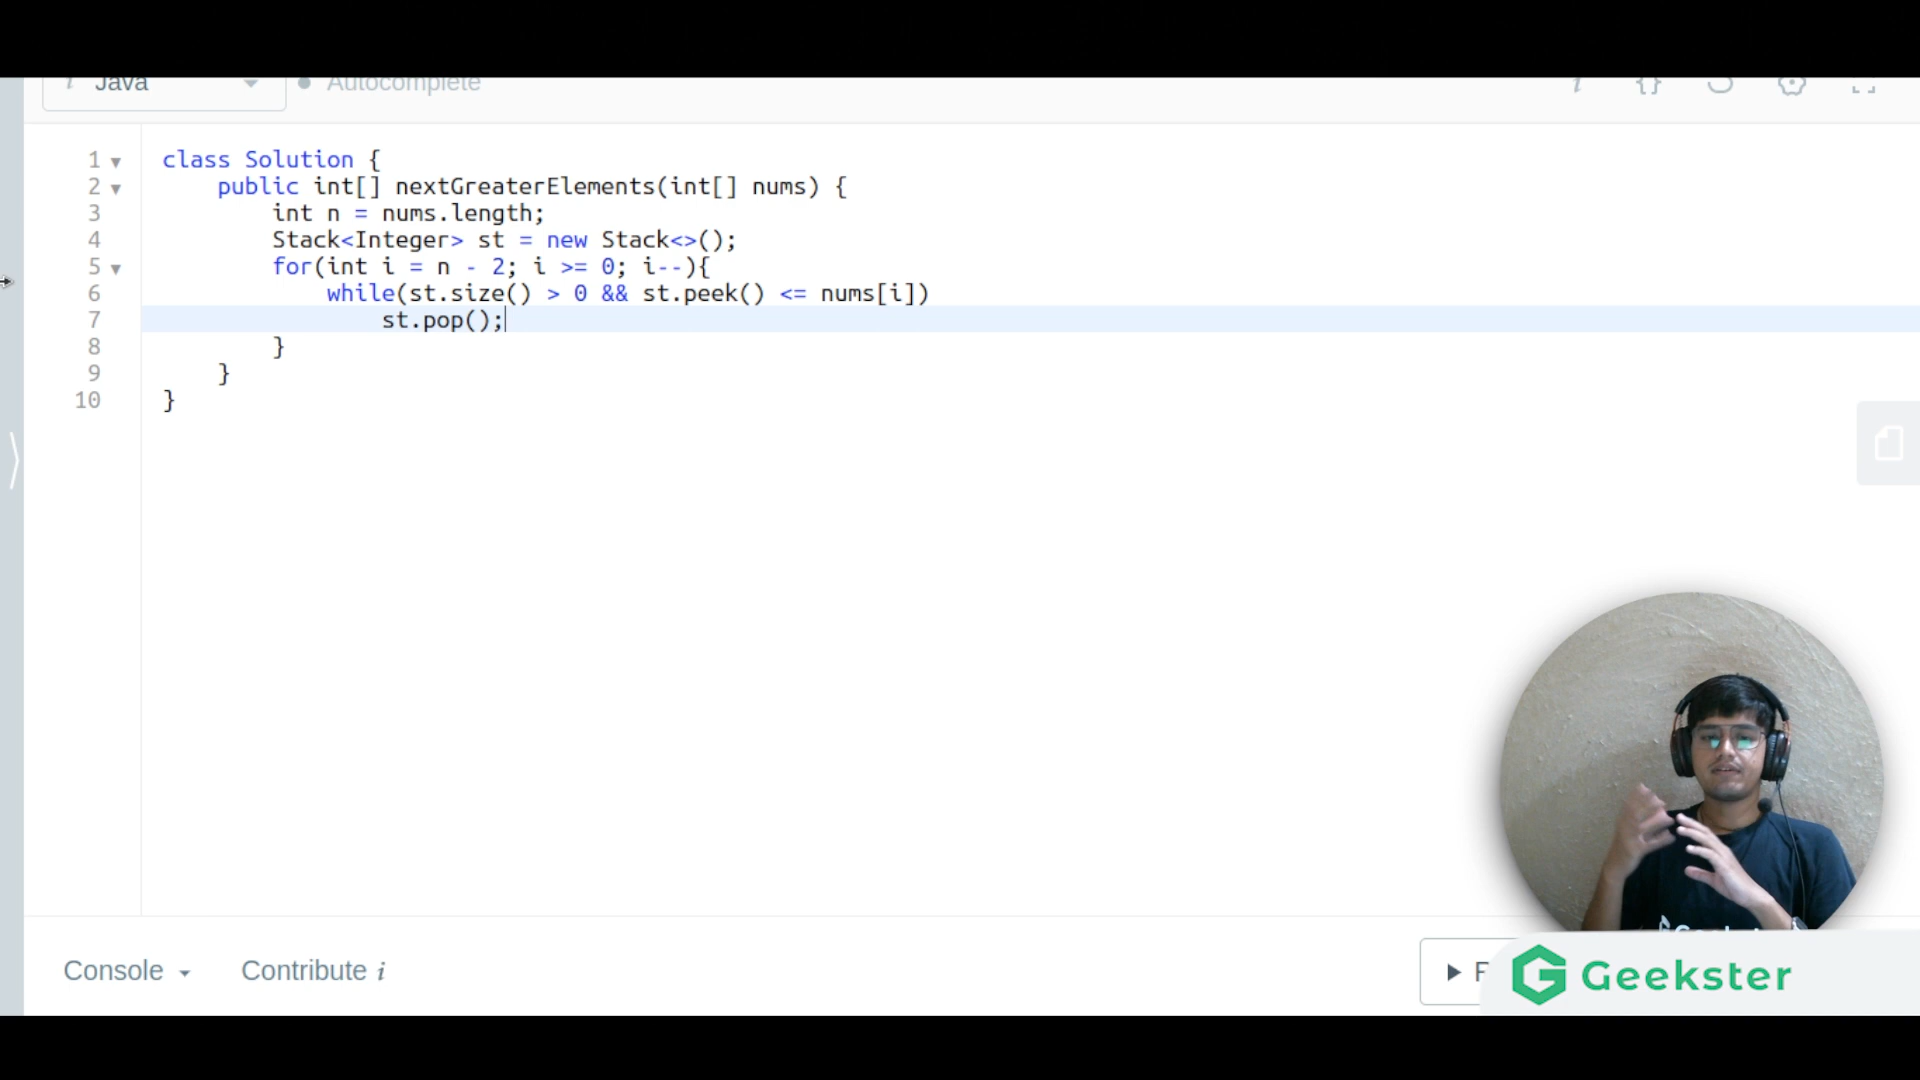 Java
Autocomplete
1 class Solution {
2 public int[] nextGreaterElements(int[] nums) {
3 int n = nums.length;
4 Stack<Integer> st = new Stack<>();
5 for(int i = n - 2; i >= 0; i--){
6 while(st.size() > 0 && st.peek() <= nums[i])
7 st.pop();
8 }
9 }
10 }
Console
Contribute i
Geekster